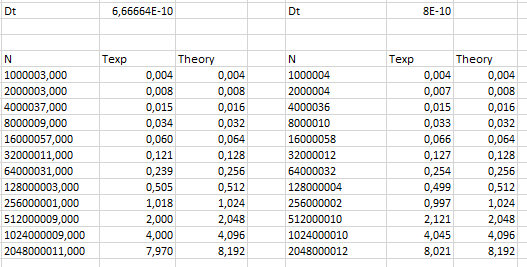 Dt 6,66664E-10 Dt 8E-10
N Texp Theory N Texp Theory
1000003,000 0,004 0,004 1000004 0,004 0,004
2000003,000 0,008 0,008 2000004 0,007 0,008
4000037,000 0,015 0,016 4000036 0,015 0,016
8000009,000 0,034 0,032 8000010 0,033 0,032
16000057,000 0,060 0,064 16000058 0,066 0,064
32000011,000 0,121 0,128 32000012 0,127 0,128
64000031,000 0,239 0,256 64000032 0,254 0,256
128000003,000 0,505 0,512 128000004 0,499 0,512
256000001,000 1,018 1,024 256000002 0,997 1,024
512000009,000 2,000 2,048 512000010 2,121 2,048
1024000009,000 4,000 4,096 1024000010 4,045 4,096
2048000011,000 7,970 8,192 2048000012 8,021 8,192